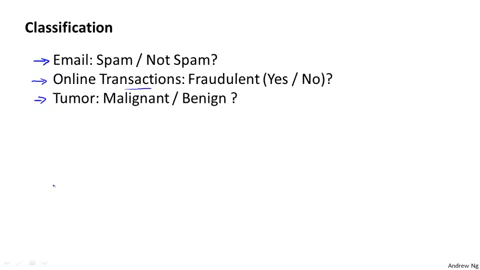 Classification
Email: Spam / Not Spam?
Online Transactions: Fraudulent (Yes / No)?
Tumor: Malignant / Benign ?
Andrew Ng